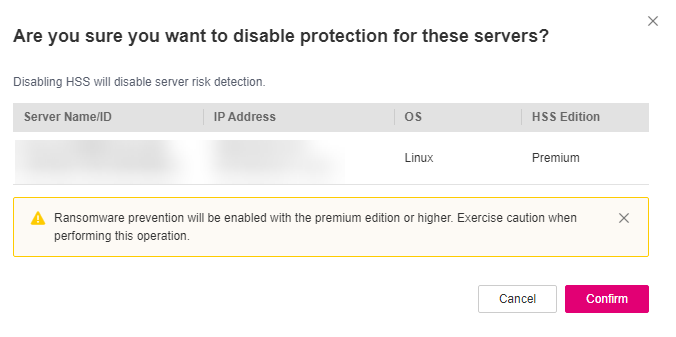 Are you sure you want to disable protection for these servers?
Disabling HSS will disable server risk detection.
Server Name/ID IP Address OS HSS Edition
Linux Premium
Ransomware prevention will be enabled with the premium edition or higher. Exercise caution when
performing this operation.
Cancel Confirm